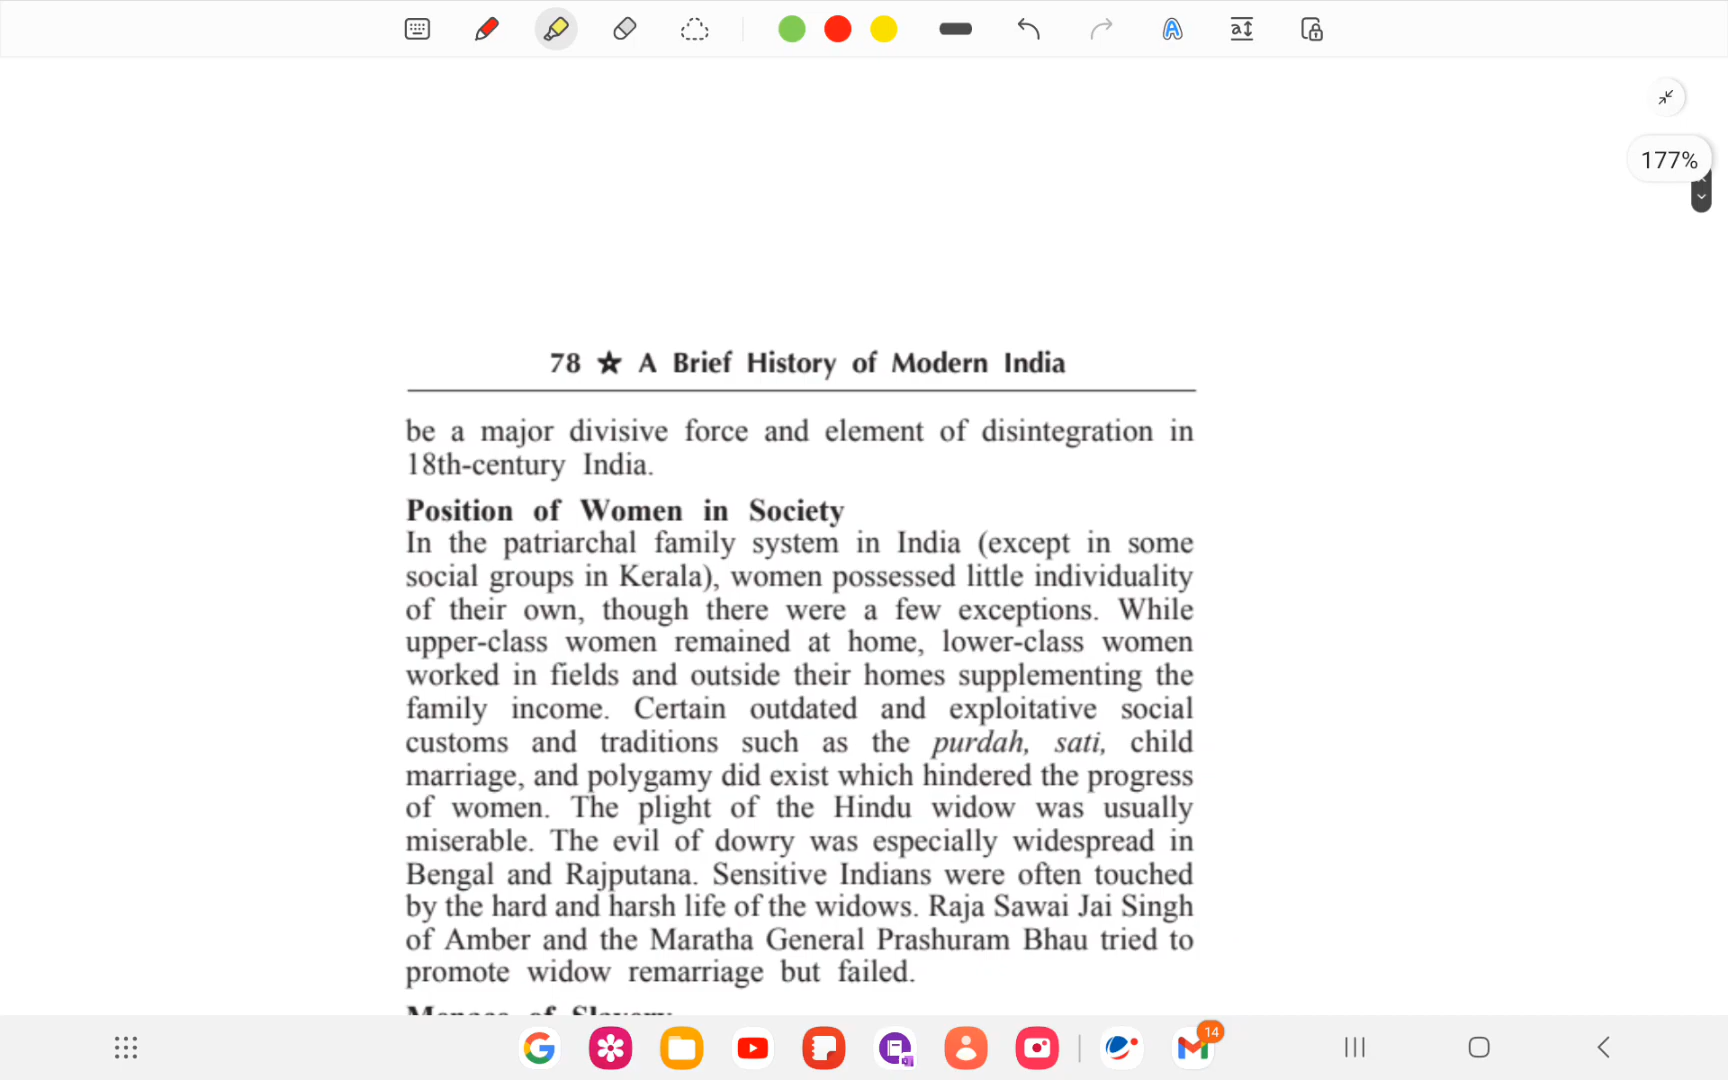 177%
78 ★ A Brief History of Modern India
be a major divisive force and element of disintegration in
18th-century India.
Position of Women in Society
In the patriarchal family system in India (except in some
social groups in Kerala), women possessed little individuality
of their own, though there were a few exceptions. While
upper-class women remained at home, lower-class women
worked in fields and outside their homes supplementing the
family income. Certain outdated and exploitative social
customs and traditions such as the purdah, sati, child
marriage, and polygamy did exist which hindered the progress
of women. The plight of the Hindu widow was usually
miserable. The evil of dowry was especially widespread in
Bengal and Rajputana. Sensitive Indians were often touched
by the hard and harsh life of the widows. Raja Sawai Jai Singh
of Amber and the Maratha General Prashuram Bhau tried to
promote widow remarriage but failed.
Menace of Slavery
14